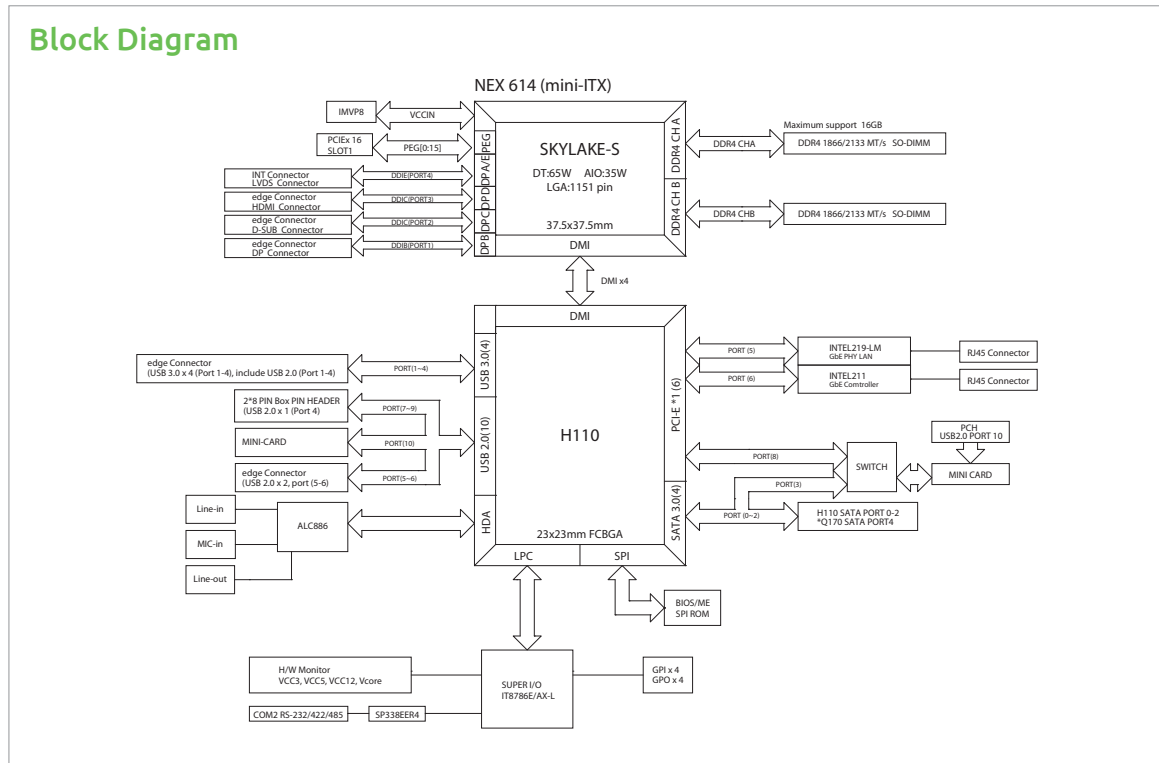 Block Diagram
NEX 614 (mini-ITX)
IMVP8
VCCIN
PCIEx 16
SLOT1
PEG[0:15]
INT Connector
LVDS Connector
DDIE(PORT4)
edge Connector
HDMI Connector
DDIC(PORT3)
edge Connector
D-SUB Connector
DDIC(PORT2)
edge Connector
DP Connector
DDIB(PORT1)
PEG
DP A/E
DPD
DPC
DPB
SKYLAKE-S
DT:65W AIO:35W
LGA:1151 pin
37.5x37.5mm
DMI
DDR4 CH A
DDR4 CH B
Maximum support 16GB
DDR4 CHA
DDR4 1866/2133 MT/s SO-DIMM
DDR4 CHB
DDR4 1866/2133 MT/s SO-DIMM
DMI x4
DMI
edge Connector
(USB 3.0 x 4 (Port 1-4), include USB 2.0 (Port 1-4)
PORT(1~4)
2*8 PIN Box PIN HEADER
(USB 2.0 x 1 (Port 4)
PORT(7~9)
MINI-CARD
PORT(10)
edge Connector
(USB 2.0 x 2, port (5-6)
PORT(5~6)
USB 3.0(4)
USB 2.0(10)
HDA
Line-in
MIC-in
Line-out
ALC886
H110
23x23mm FCBGA
LPC
SPI
PCI-E *1 (6)
SATA 3.0(4)
PORT (5)
INTEL219-LM
GbE PHY LAN
RJ45 Connector
PORT (6)
INTEL211
GbE Comtroller
RJ45 Connector
PCH
USB2.0 PORT 10
PORT(8)
SWITCH
MINI CARD
PORT(3)
PORT (0~2)
H110 SATA PORT 0-2
*Q170 SATA PORT4
BIOS/ME
SPI ROM
H/W Monitor
VCC3, VCC5, VCC12, Vcore
SUPER I/O
IT8786E/AX-L
GPI x 4
GPO x 4
COM2 RS-232/422/485
SP338EER4